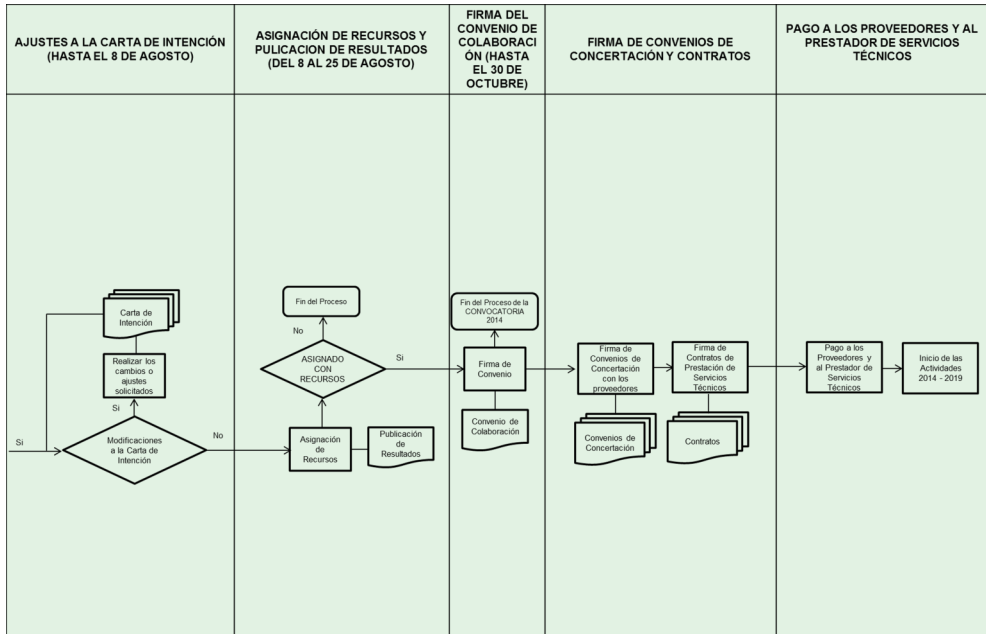 AJUSTES A LA CARTA DE INTENCIÓN
(HASTA EL 8 DE AGOSTO)
ASIGNACIÓN DE RECURSOS Y
PULICACION DE RESULTADOS
(DEL 8 AL 25 DE AGOSTO)
FIRMA DEL
CONVENIO DE
COLABORACI
ÓN (HASTA
EL 30 DE
OCTUBRE)
FIRMA DE CONVENIOS DE
CONCERTACIÓN Y CONTRATOS
PAGO A LOS PROVEEDORES Y AL
PRESTADOR DE SERVICIOS
TÉCNICOS
Carta de
Intención
Realizar los
cambios o
ajustes
solicitados
Si
Si
Modificaciones
a la Carta de
Intención
No
Fin del Proceso
No
ASIGNADO
CON
RECURSOS
Si
Asignación
de
Recursos
Publicación
de
Resultados
Fin del Proceso de la
CONVOCATORIA
2014
Firma de
Convenio
Convenio de
Colaboración
Firma de
Convenios de
Concertación
con los
proveedores
Convenios de
Concertación
Firma de
Contratos de
Prestación de
Servicios
Técnicos
Contratos
Pago a los
Proveedores y
al Prestador de
Servicios
Técnicos
Inicio de las
Actividades
2014 - 2019